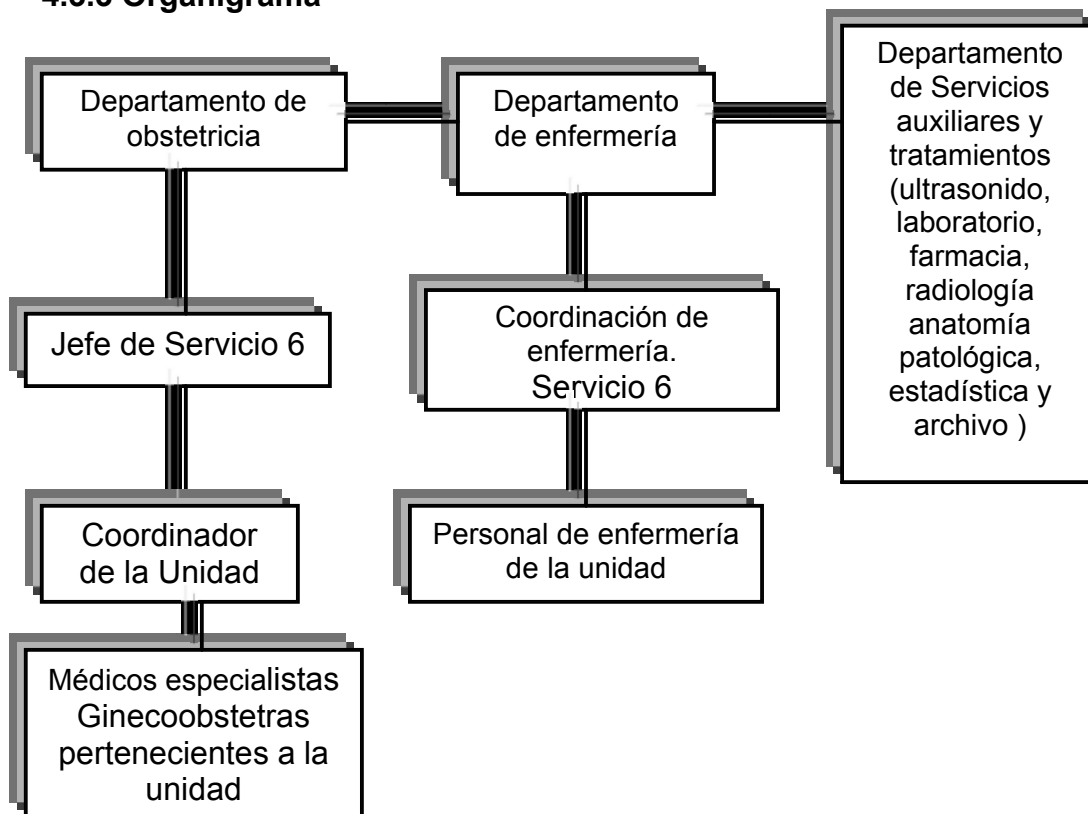 Organigrama
Departamento de
obstetricia
Departamento
de enfermería
Departamento
de Servicios
auxiliares y
tratamientos
(ultrasonido,
laboratorio,
farmacia,
radiología
anatomía
patológica,
estadística y
archivo )
Jefe de Servicio 6
Coordinación de
enfermería.
Servicio 6
Coordinador
de la Unidad
Personal de enfermería
de la unidad
Médicos especialistas
Ginecoobstetras
pertenecientes a la
unidad